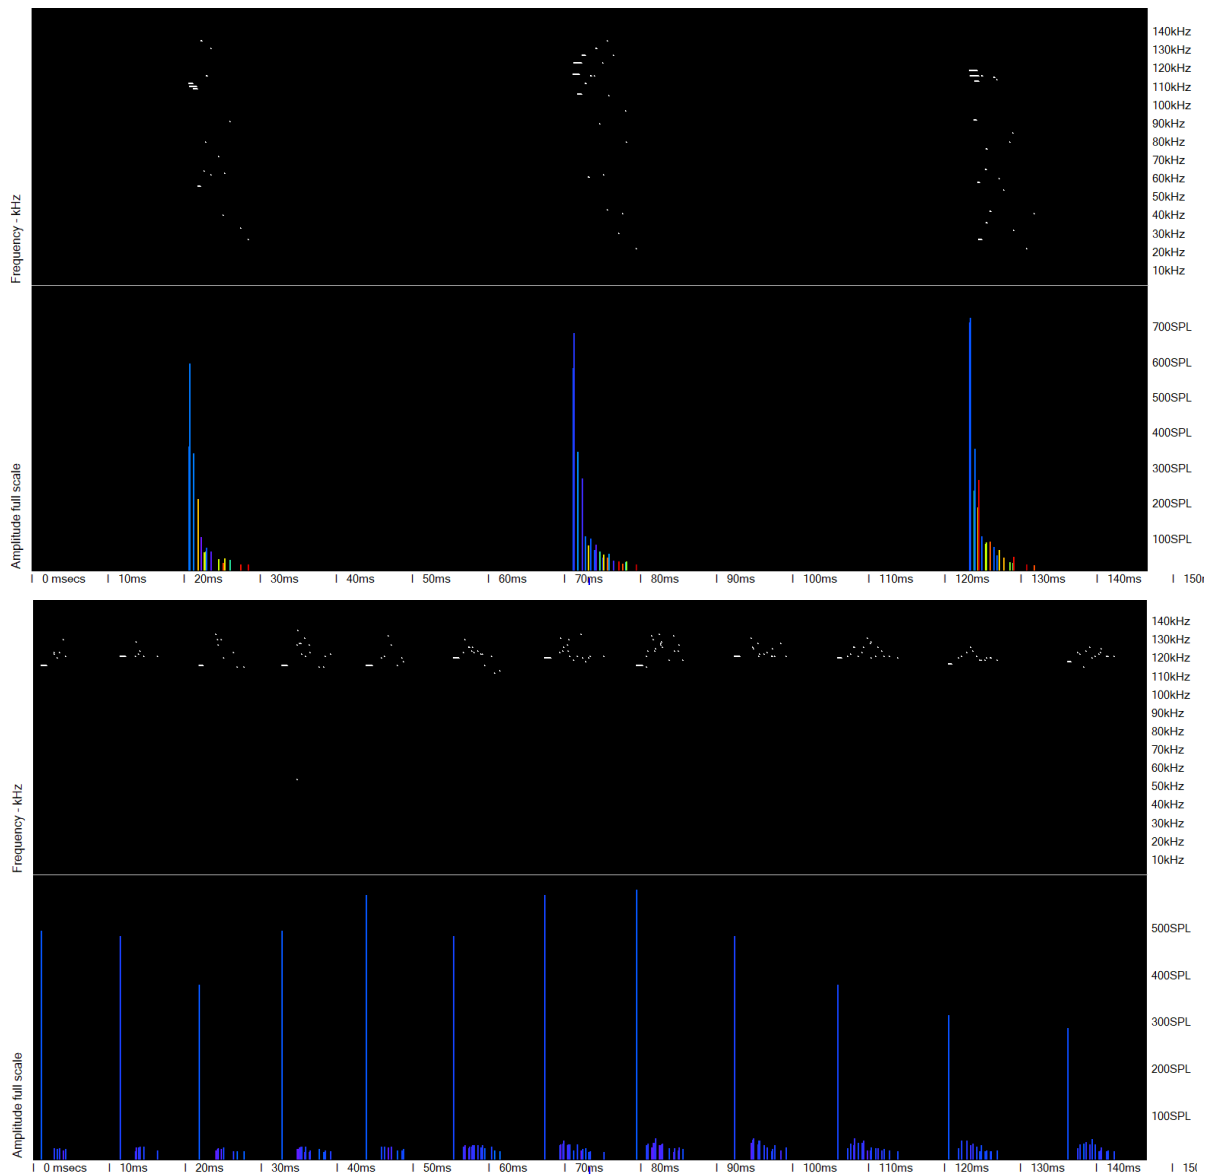 140kHz
130kHz
120kHz
110kHz
100kHz
90kHz
80kHz
70kHz
60kHz
50kHz
40kHz
30kHz
20kHz
10kHz
Frequency - kHz
700SPL
600SPL
500SPL
400SPL
300SPL
200SPL
100SPL
Amplitude full scale
0 msecs 10ms 20ms 30ms 40ms 50ms 60ms 70ms 80ms 90ms 100ms 110ms 120ms 130ms 140ms 150
140kHz
130kHz
120kHz
110kHz
100kHz
90kHz
80kHz
70kHz
60kHz
50kHz
40kHz
30kHz
20kHz
10kHz
Frequency - kHz
500SPL
400SPL
300SPL
200SPL
100SPL
Amplitude full scale
0 msecs 10ms 20ms 30ms 40ms 50ms 60ms 70ms 80ms 90ms 100ms 110ms 120ms 130ms 140ms 150